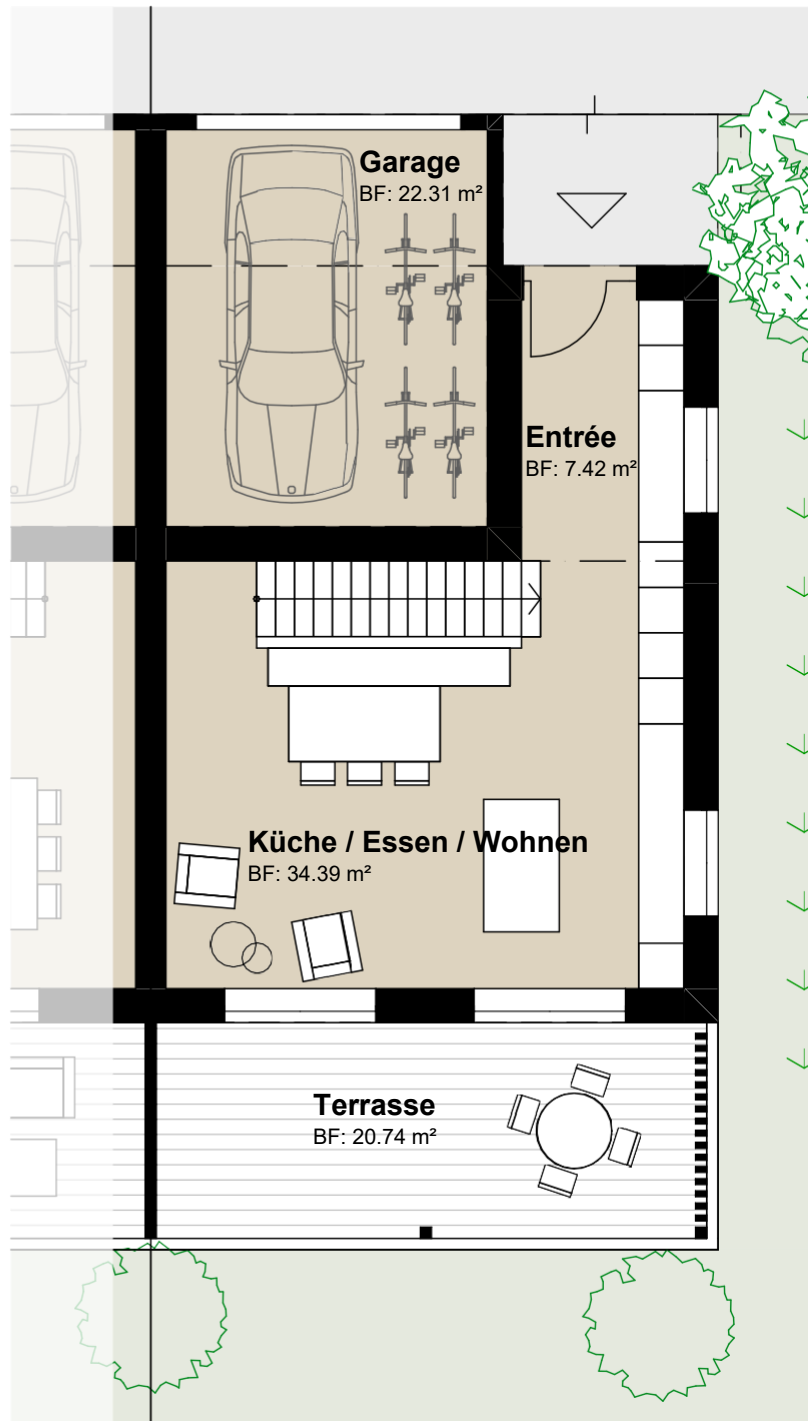 Garage
BF: 22.31 m²
Entrée
BF: 7.42 m²
Küche / Essen / Wohnen
BF: 34.39 m²
Terrasse
BF: 20.74 m²